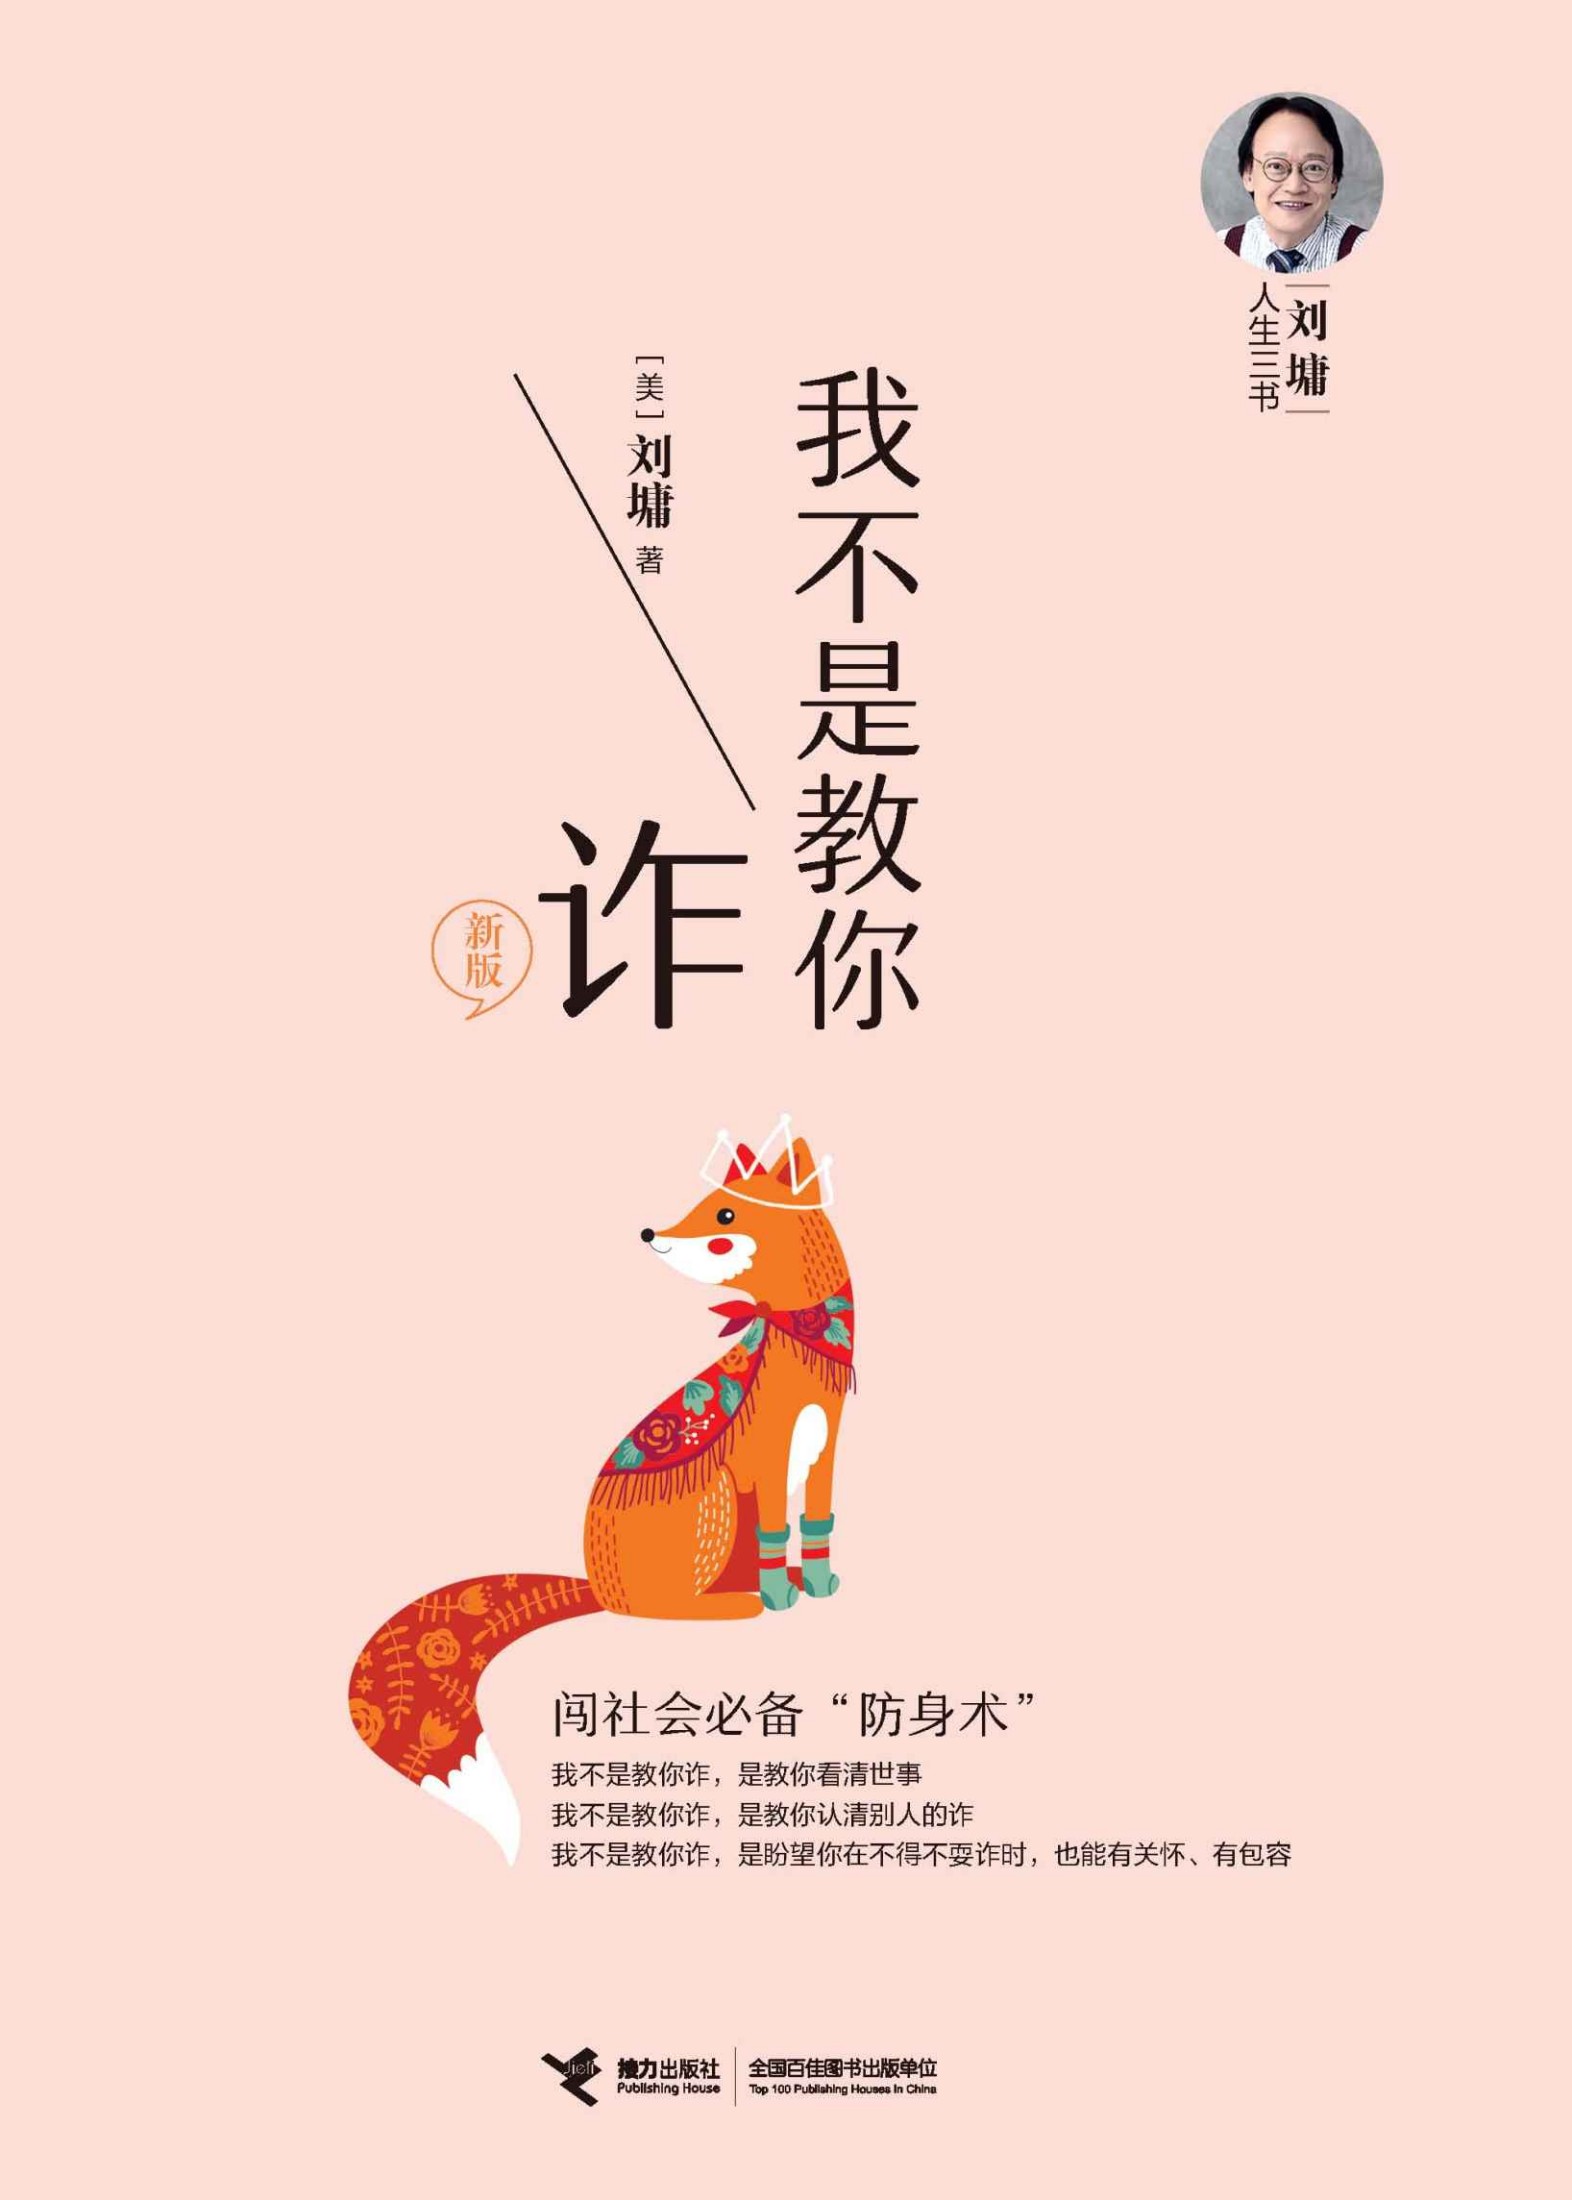 刘墉
人生三书
我不是教你
诈
[美]刘墉 著
新版
闯社会必备“防身术”
我不是教你诈，是教你看清世事
我不是教你诈，是教你认清别人的诈
我不是教你诈，是盼望你在不得不耍诈时，也能有关怀、有包容
Jieli
接力出版社
Publishing House
全国百佳图书出版单位
Top 100 Publishing Houses in China